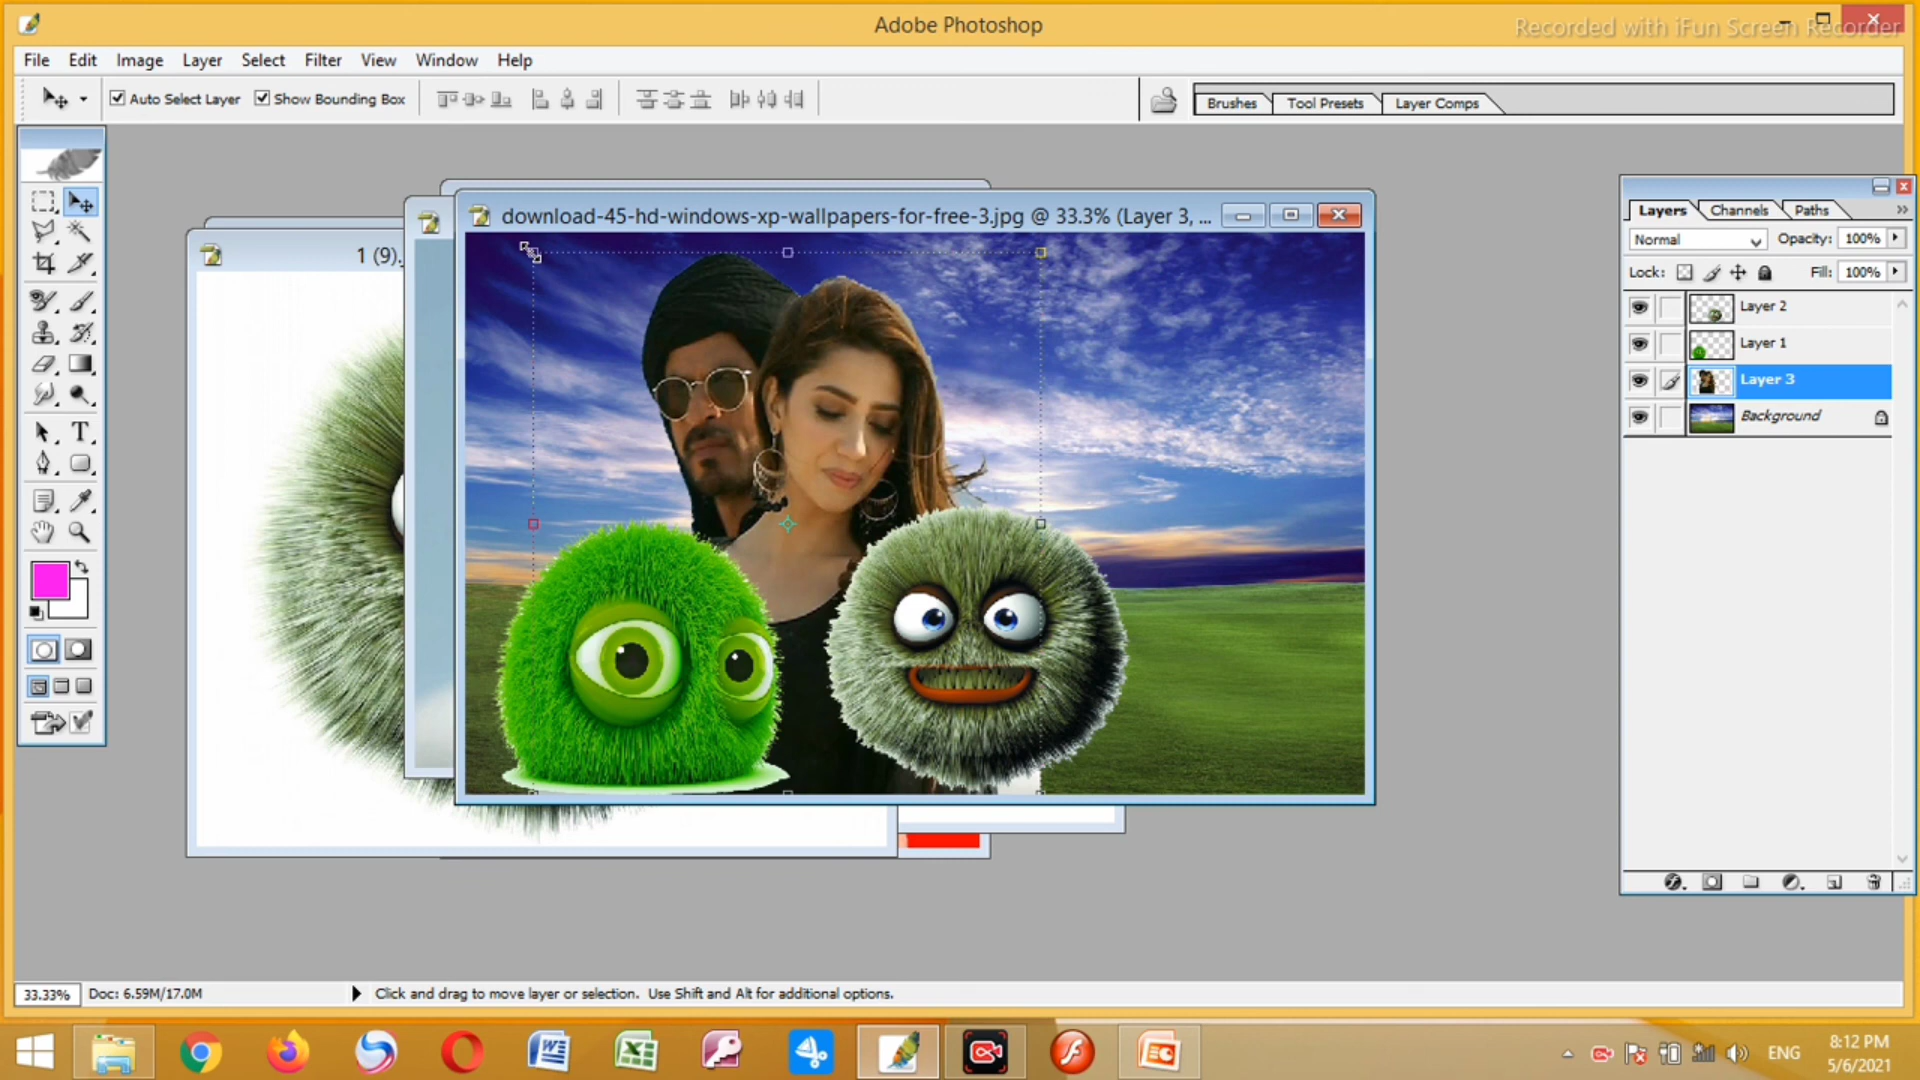 Adobe Photoshop
Recorded with iFun Screen Recorder
File Edit Image Layer Select Filter View Window Help
Auto Select Layer Show Bounding Box
Brushes Tool Presets Layer Comps
download-45-hd-windows-xp-wallpapers-for-free-3.jpg @ 33.3% (Layer 3, ...
1 (9).
Layers Channels Paths
Normal Opacity: 100%
Lock: Fill: 100%
Layer 2
Layer 1
Layer 3
Background
33.33% Doc: 6.59M/17.0M Click and drag to move layer or selection. Use Shift and Alt for additional options.
ENG
8:12 PM
5/6/2021